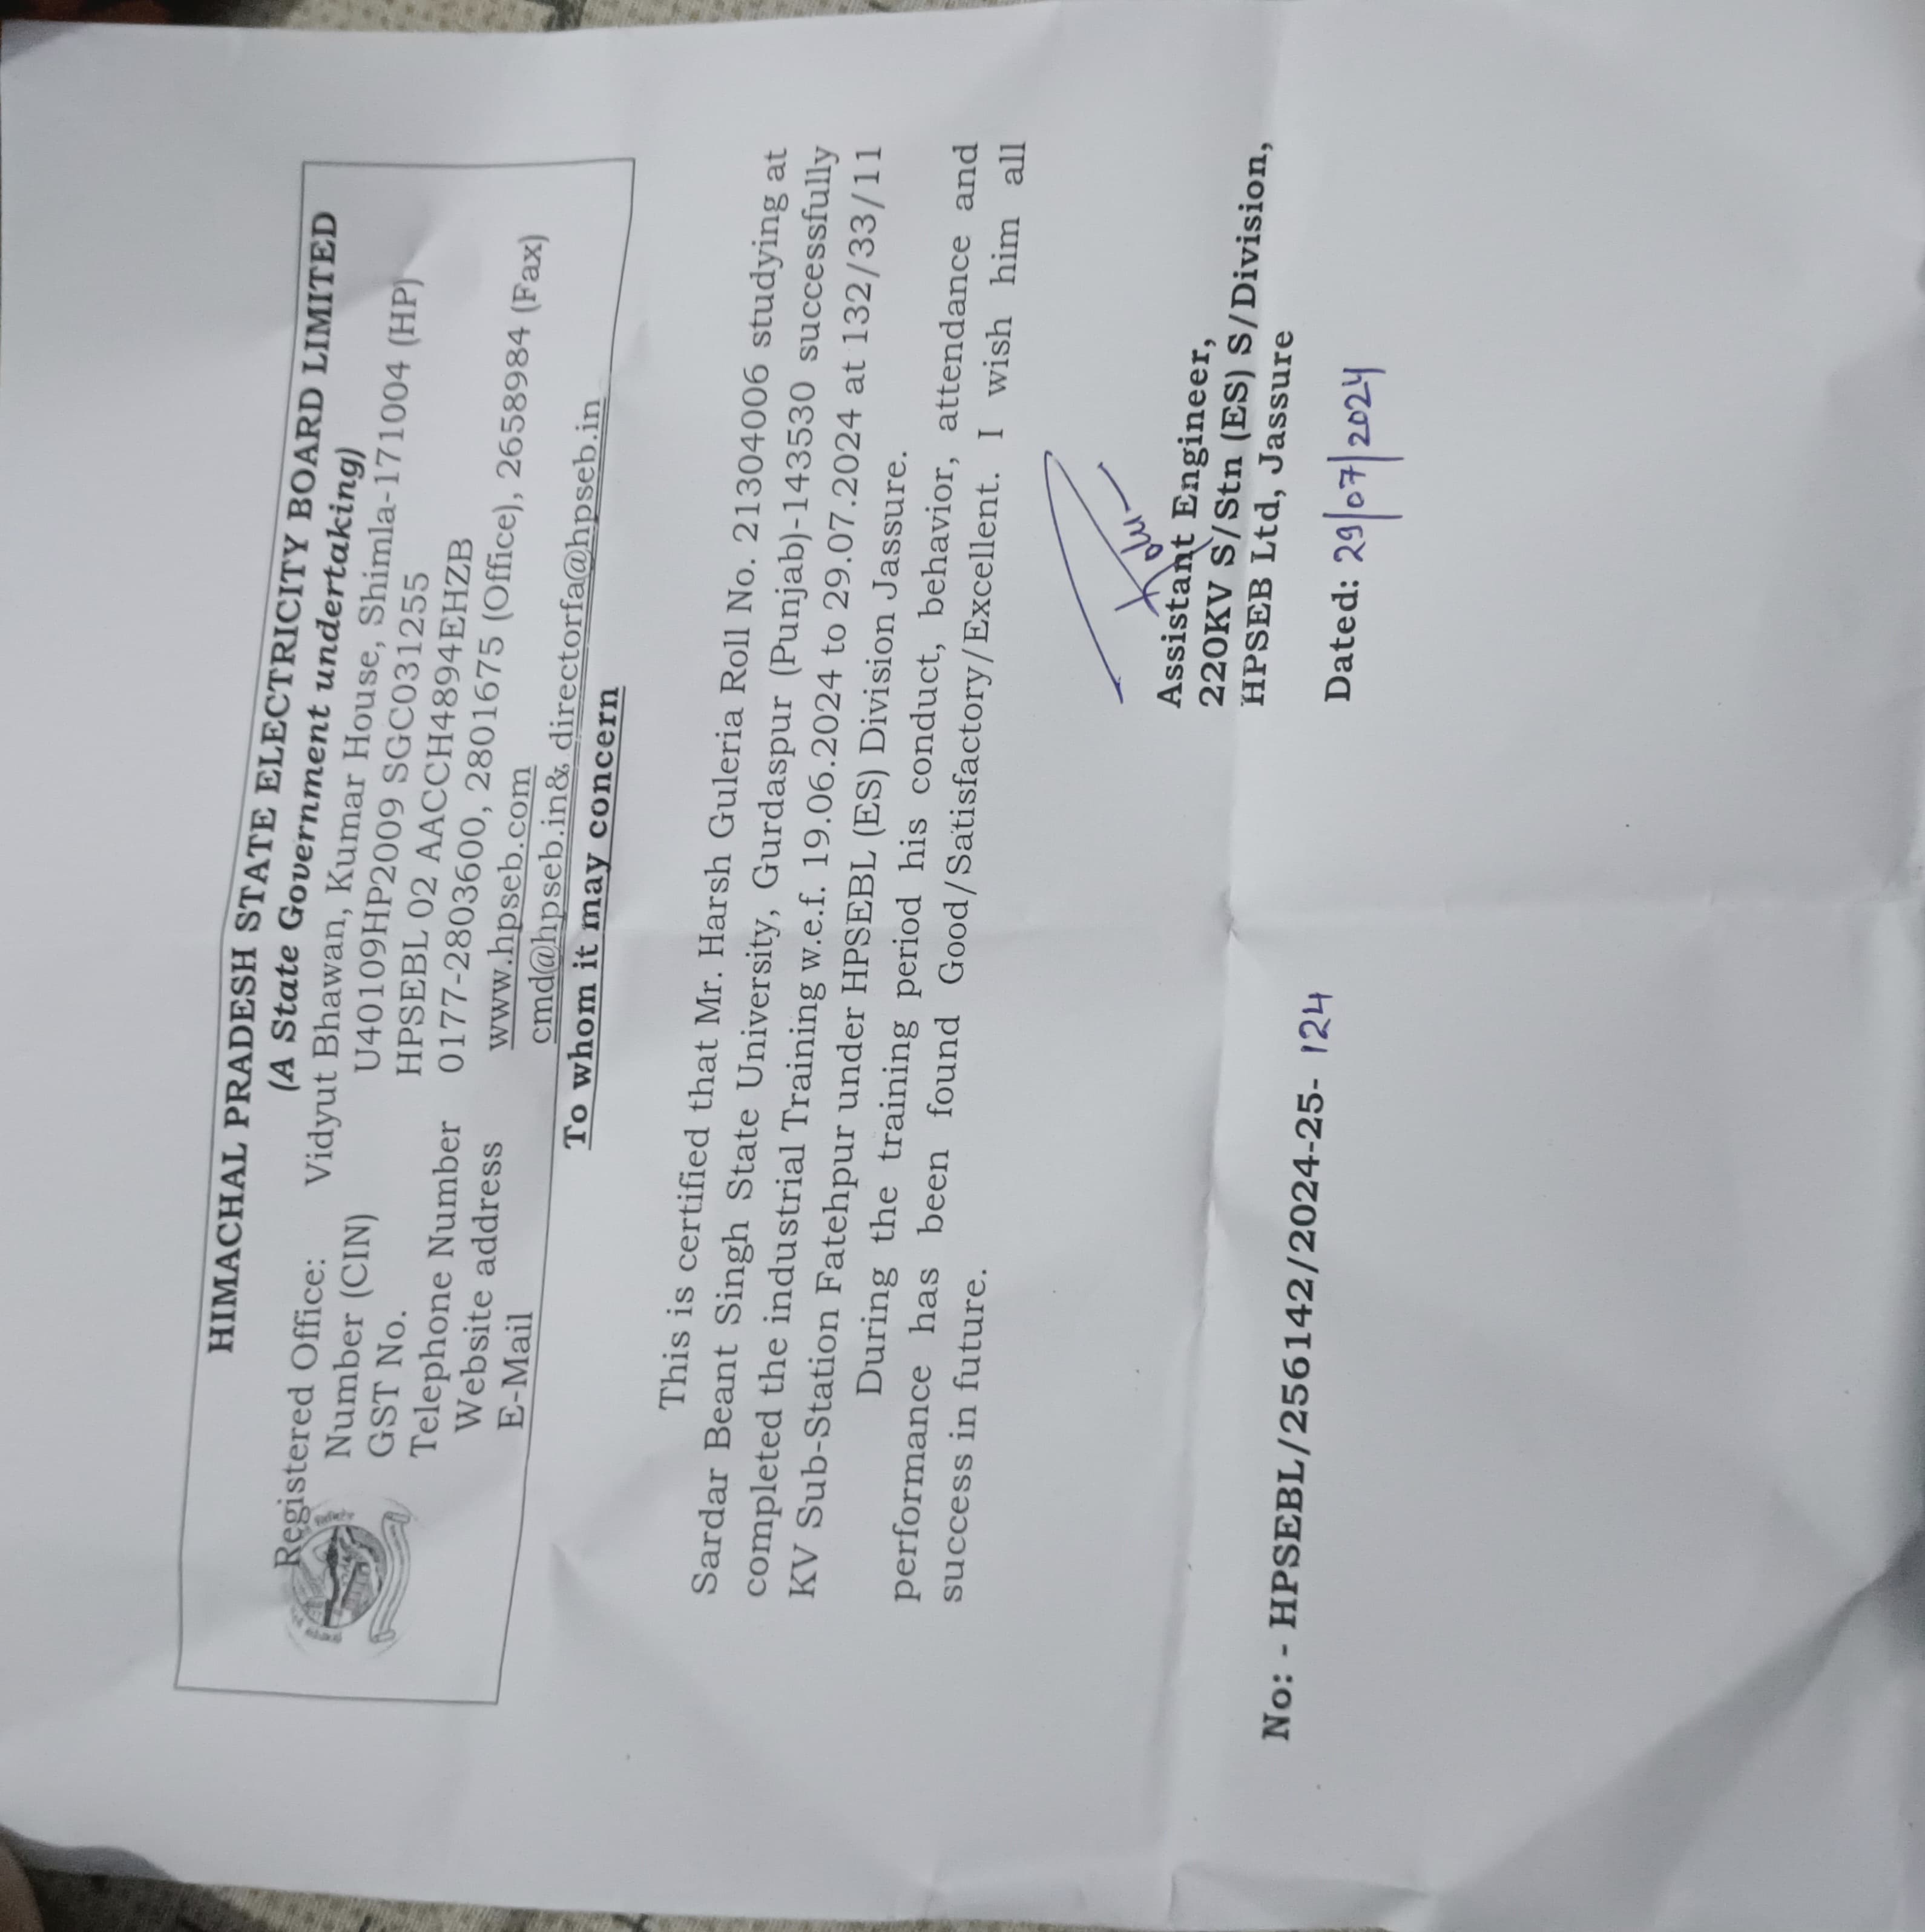 HIMACHAL PRADESH STATE ELECTRICITY BOARD LIMITED
(A State Government undertaking)
Registered Office: Vidyut Bhawan, Kumar House, Shimla-171004 (HP)
Number (CIN) U40109HP2009 SGC031255
GST No. HPSEBL 02 AACCH4894EHZB
Telephone Number 0177-2803600, 2801675 (Office), 2658984 (Fax)
Website address www.hpseb.com
E-Mail cmd@hpseb.in& directorfa@hpseb.in
To whom it may concern
This is certified that Mr. Harsh Guleria Roll No. 21304006 studying at
Sardar Beant Singh State University, Gurdaspur (Punjab)-143530 successfully
completed the industrial Training w.e.f. 19.06.2024 to 29.07.2024 at 132/33/11
KV Sub-Station Fatehpur under HPSEBL (ES) Division Jassure.
During the training period his conduct, behavior, attendance and
performance has been found Good/Satisfactory/Excellent. I wish him all
success in future.
Assistant Engineer,
220KV S/Stn (ES) S/Division,
HPSEB Ltd, Jassure
No: - HPSEBL/256142/2024-25- 124
Dated: 29/07/2024